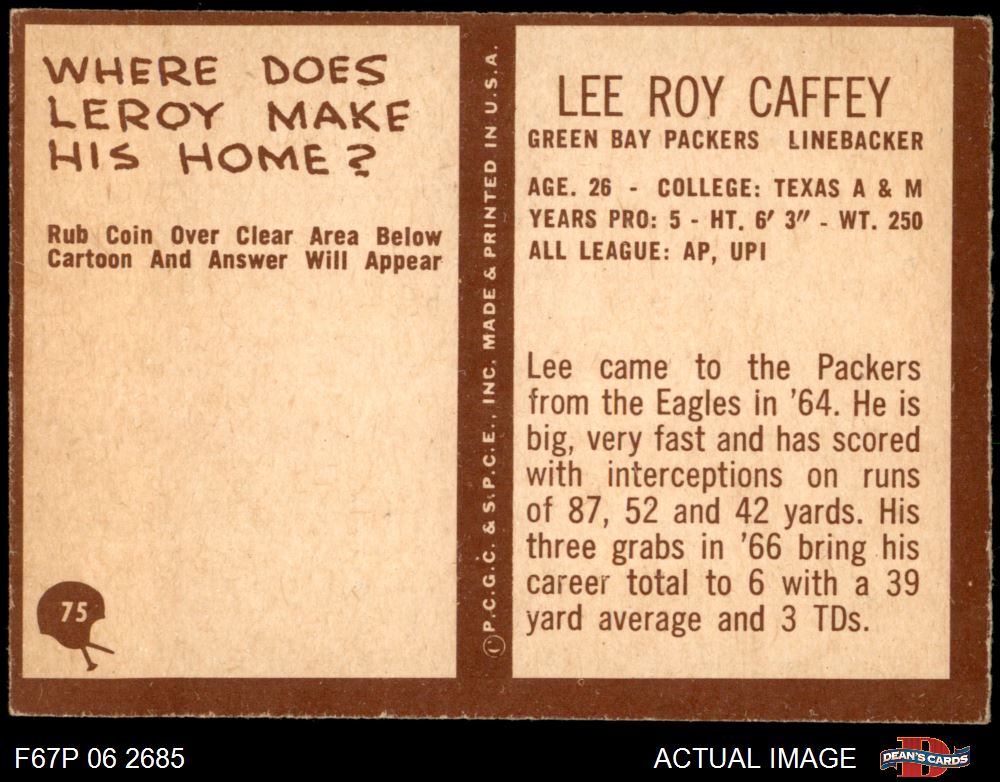 WHERE DOES
LEROY MAKE
HIS HOME?
Rub Coin Over Clear Area Below
Cartoon And Answer Will Appear
75
© P.C.G.C. & S.P.C.E., INC. MADE & PRINTED IN U.S.A.
LEE ROY CAFFEY
GREEN BAY PACKERS LINEBACKER
AGE. 26 - COLLEGE: TEXAS A & M
YEARS PRO: 5 - HT. 6' 3" - WT. 250
ALL LEAGUE: AP, UPI
Lee came to the Packers
from the Eagles in '64. He is
big, very fast and has scored
with interceptions on runs
of 87, 52 and 42 yards. His
three grabs in '66 bring his
career total to 6 with a 39
yard average and 3 TDs.
F67P 06 2685
ACTUAL IMAGE
D
DEAN'S CARDS